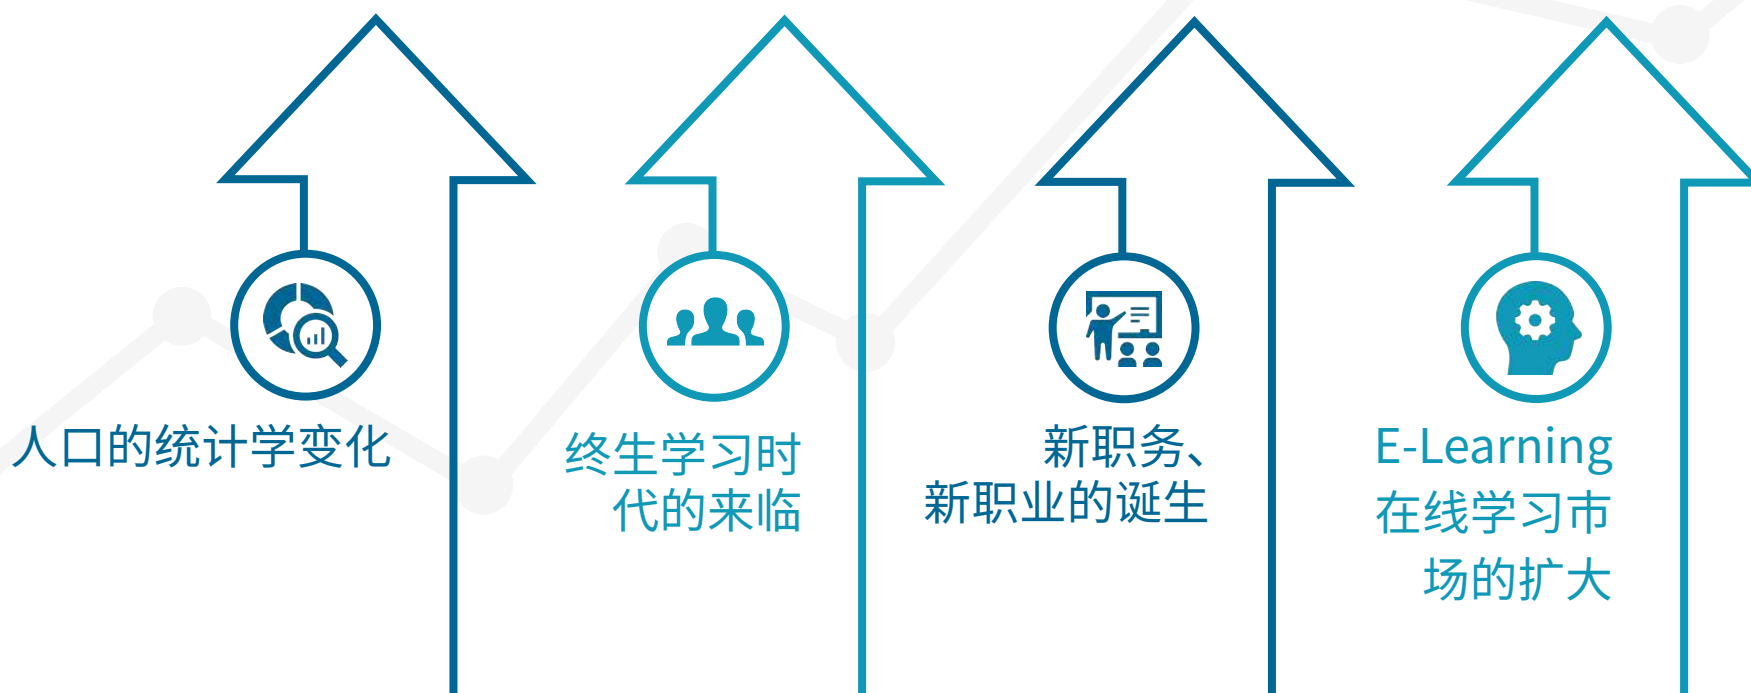 人口的统计学变化
终生学习时
代的来临
新职务、
新职业的诞生
E-Learning
在线学习市
场的扩大